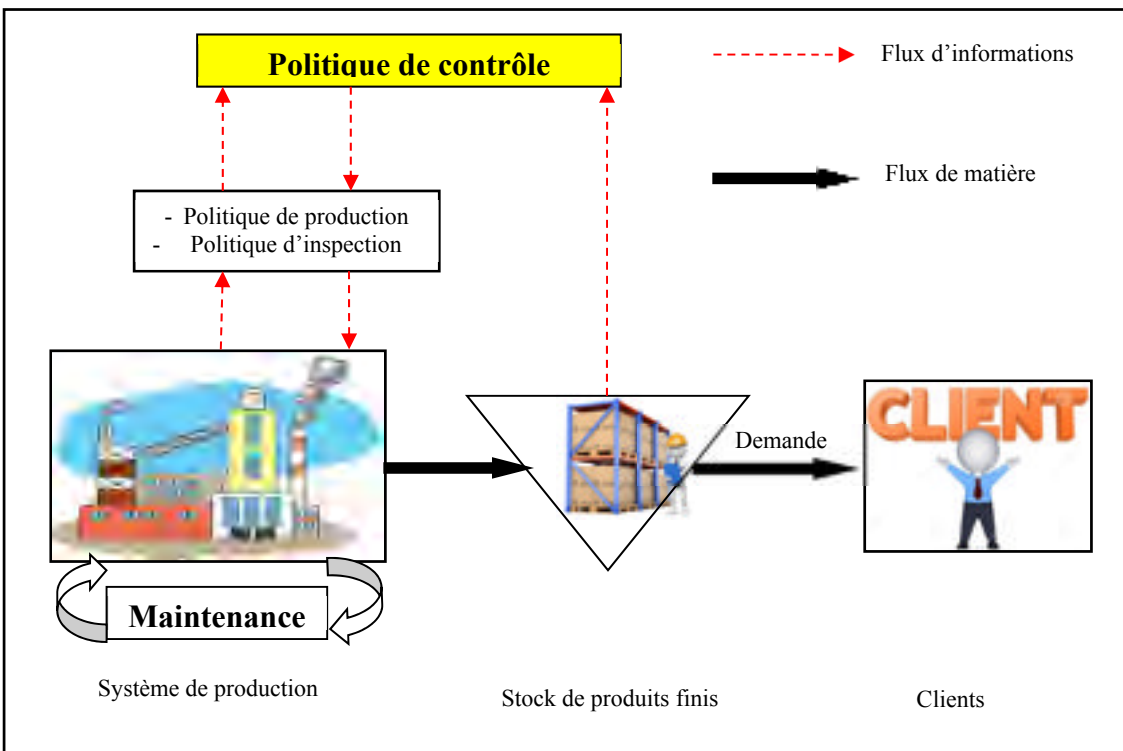 Politique de contrôle
Flux d’informations
Flux de matière
- Politique de production
- Politique d’inspection
Demande
CLIENT
Maintenance
Système de production
Stock de produits finis
Clients